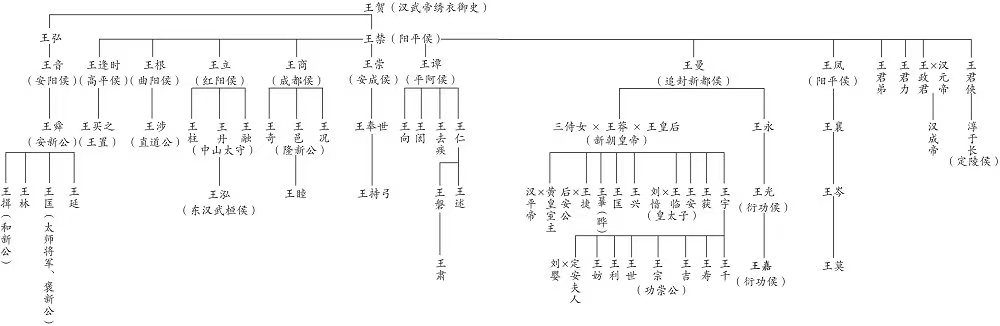 王贺(汉武帝绣衣御史)
王弘
王禁(阳平侯)
王音
(安阳侯)
王逢时
(高平侯)
王根
(曲阳侯)
王立
(红阳侯)
王商
(成都侯)
王崇
(安成侯)
王谭
(平阿侯)
王曼
(追封新都侯)
王凤
(阳平侯)
王君弟
王君力
王政君×汉元帝
王君侠
王舜
(安新公)
王买之
(王置)
王涉
(直道公)
王柱
王丹
(中山太守)
王融
王奇
王邑
(隆新公)
王况
王奉世
王向
王闳
王去疾
王仁
三侍女×王莽×王皇后
(新朝皇帝)
王永
王襄
汉成帝
淳于长
(定陵侯)
王揖(和新公)
王林
王匡(太师将军、褒新公)
王延
王泓
(东汉武桓侯)
王睦
王持弓
王磐
王述
汉平帝×黄皇室主
后安公×王捷
王㬥(晔)
王匡
王兴
刘愔×王临
(皇太子)
王安
王获
王宇
王光
(衍功侯)
王岑
王肃
刘婴×定安夫人
王妨
王利
王世
王宗
(功崇公)
王吉
王寿
王千
王嘉
(衍功侯)
王莫